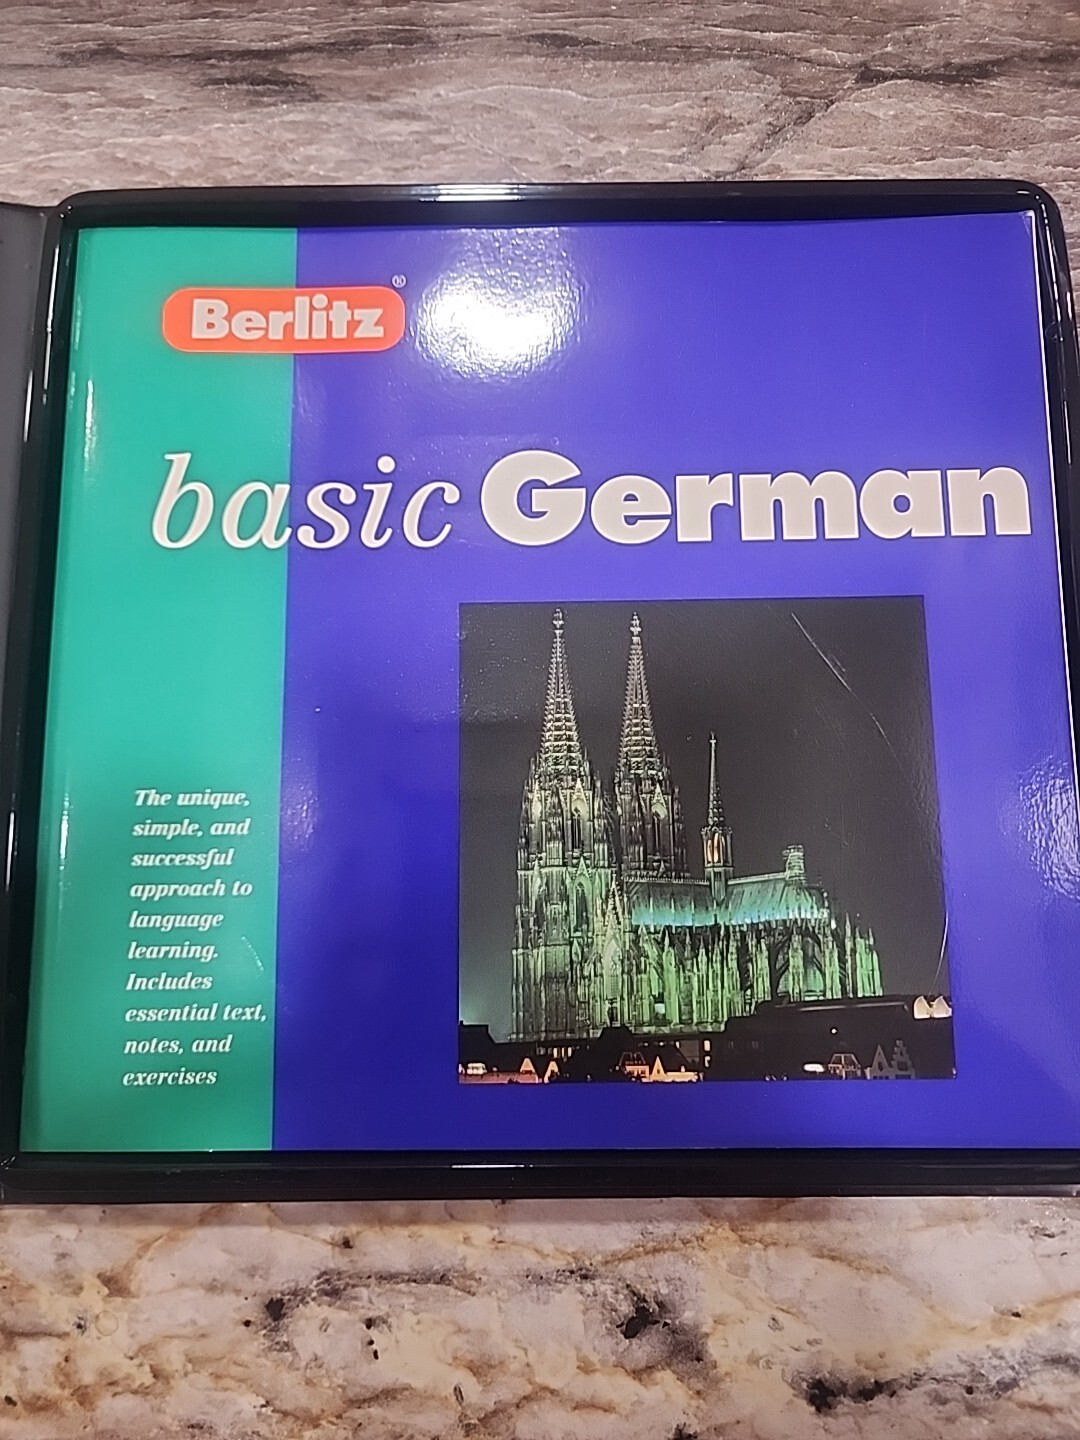 Berlitz®
basic German
The unique,
simple, and
successful
approach to
language
learning.
Includes
essential text,
notes, and
exercises